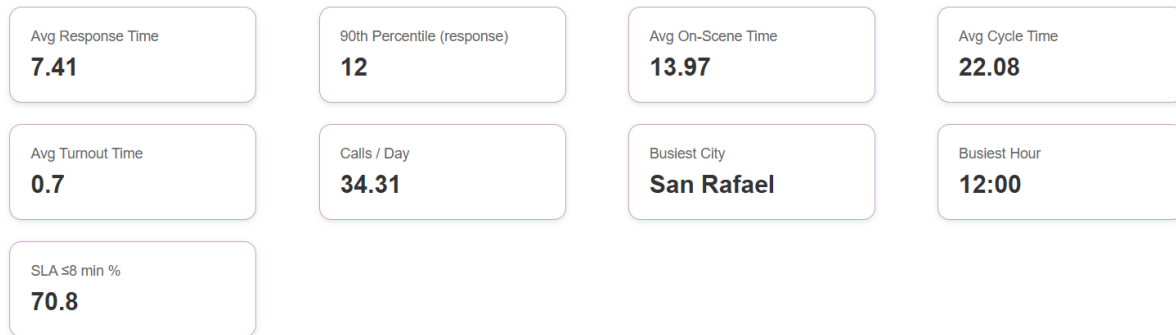 Avg Response Time
7.41
90th Percentile (response)
12
Avg On-Scene Time
13.97
Avg Cycle Time
22.08
Avg Turnout Time
0.7
Calls / Day
34.31
Busiest City
San Rafael
Busiest Hour
12:00
SLA ≤8 min %
70.8